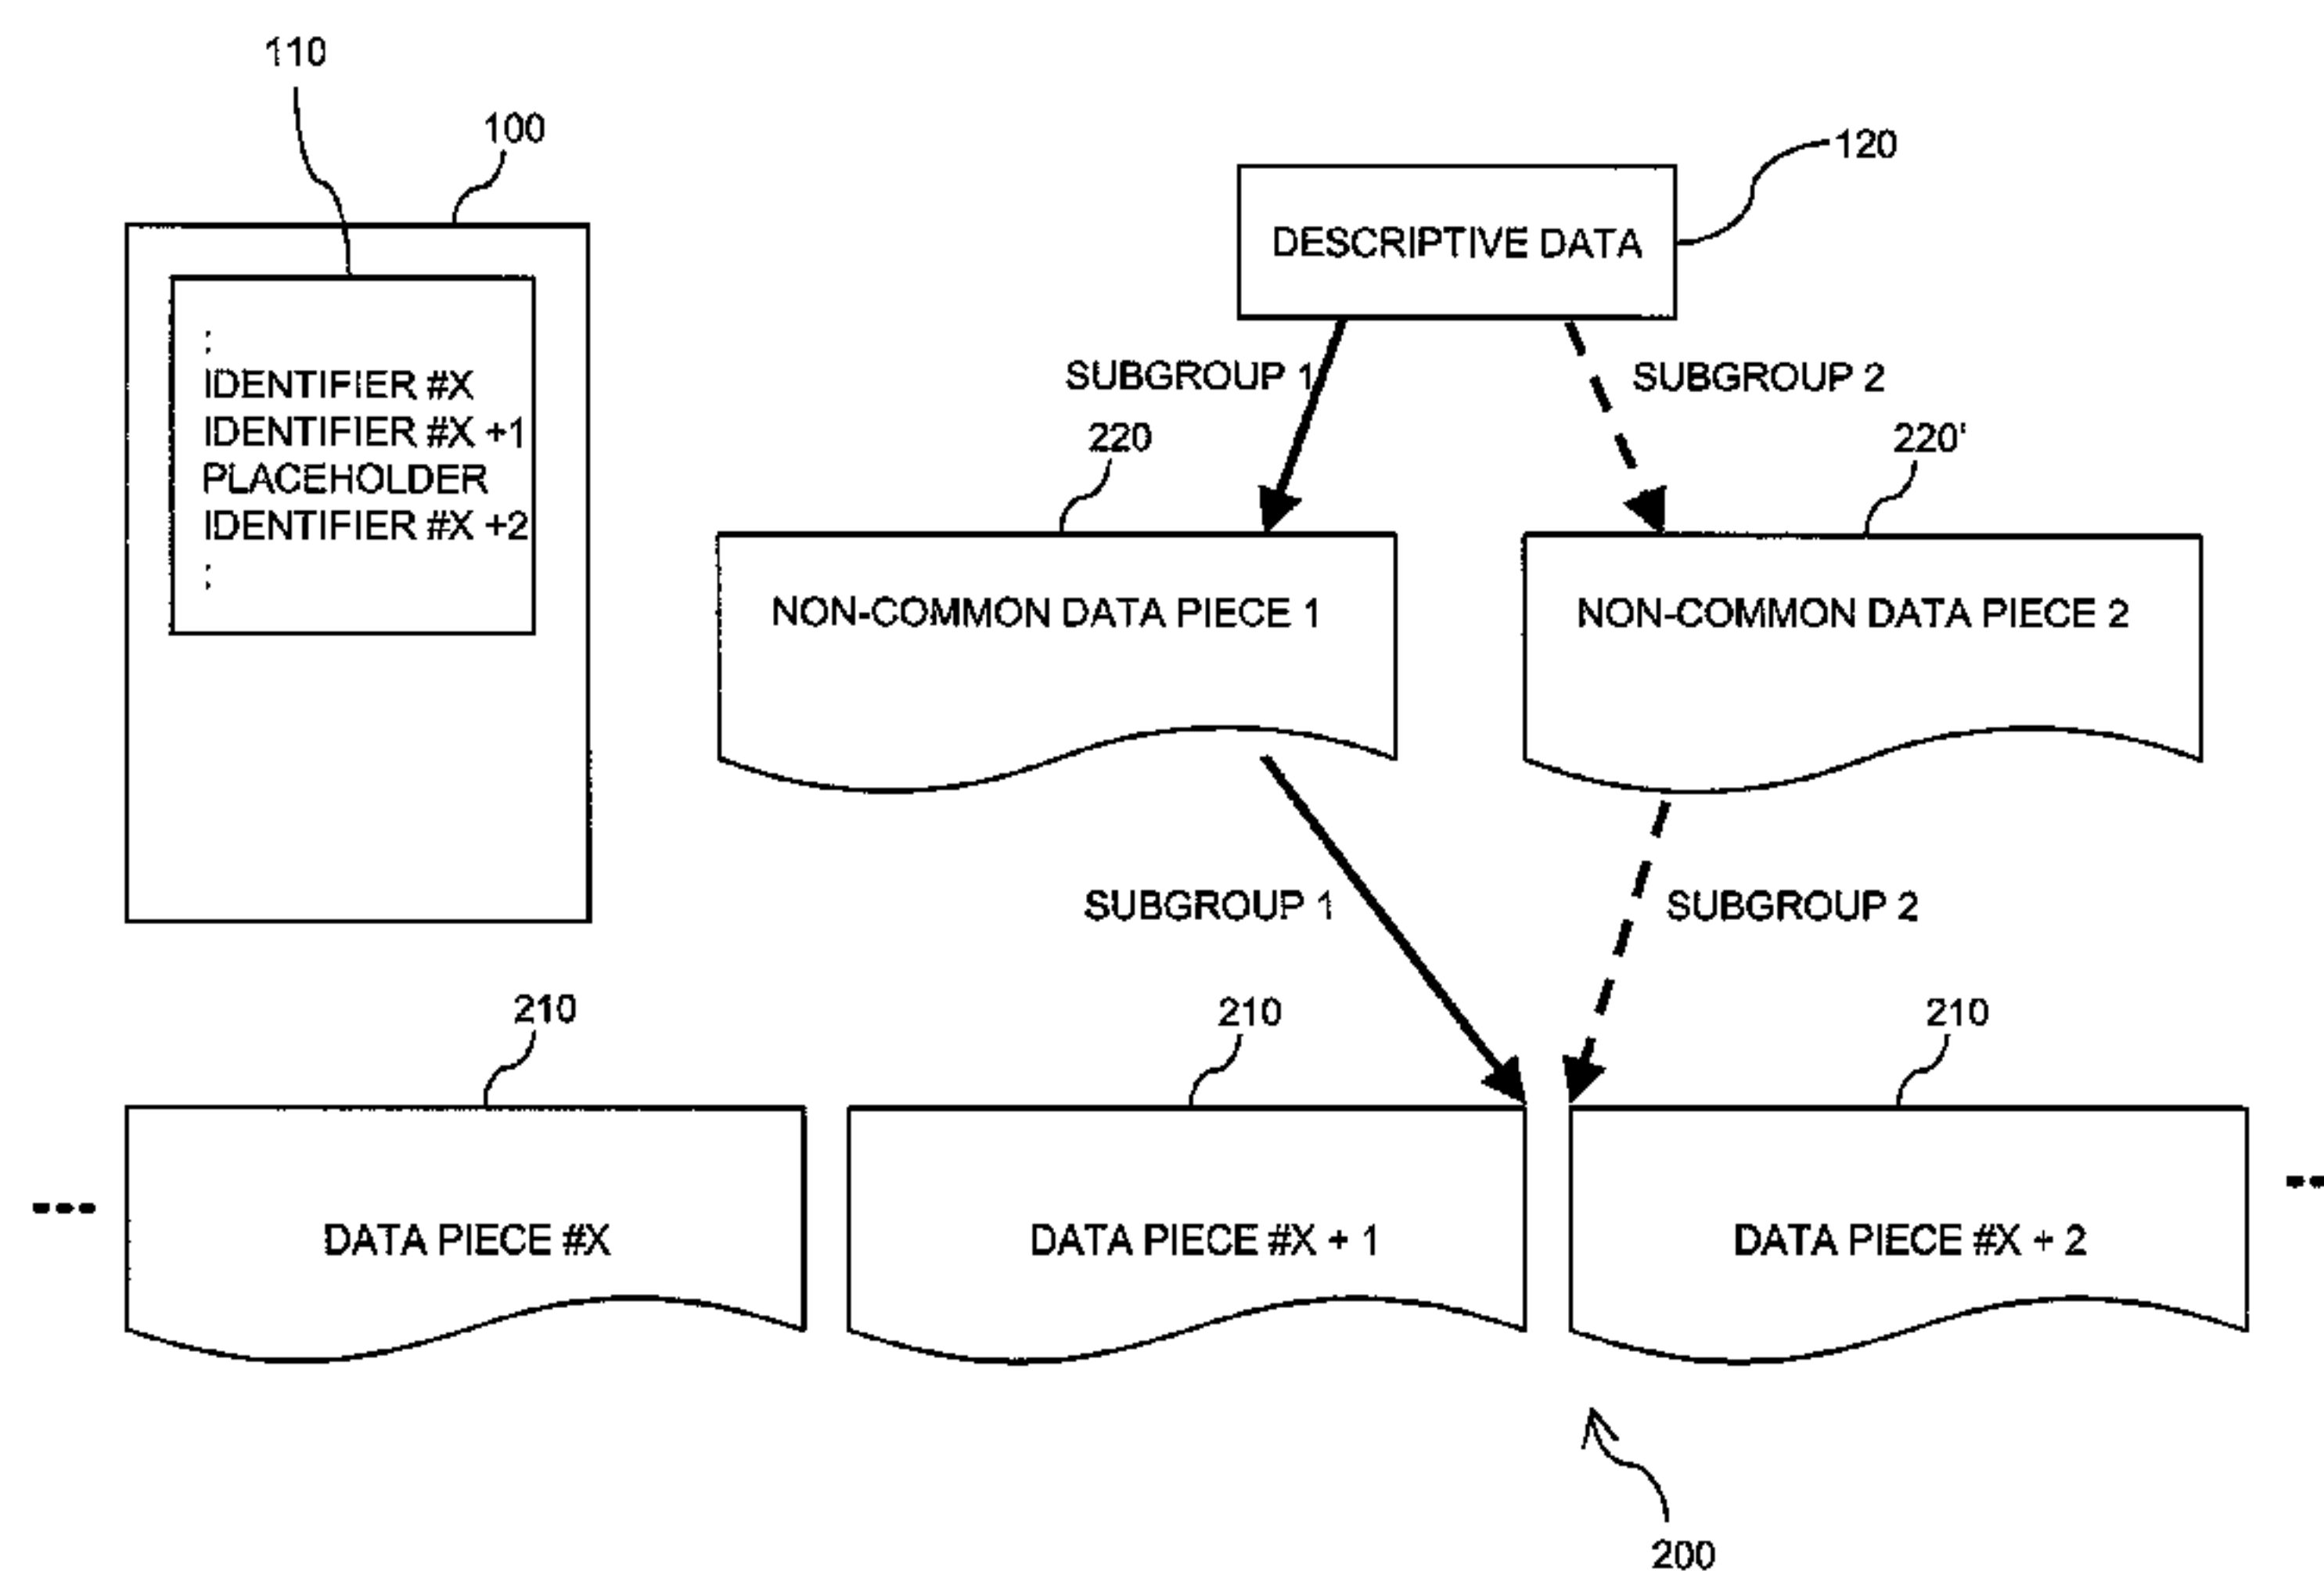 110
100
120
DESCRIPTIVE DATA
:
IDENTIFIER #X
IDENTIFIER #X +1
PLACEHOLDER
IDENTIFIER #X +2
:
SUBGROUP 1
SUBGROUP 2
220
220'
NON-COMMON DATA PIECE 1
NON-COMMON DATA PIECE 2
SUBGROUP 1
SUBGROUP 2
210
210
210
DATA PIECE #X
DATA PIECE #X + 1
DATA PIECE #X + 2
200